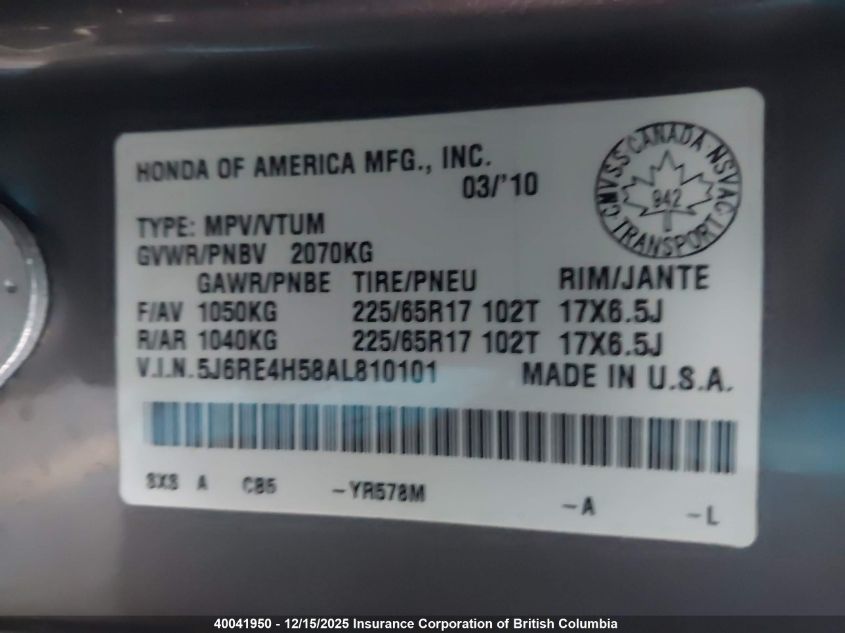 HONDA OF AMERICA MFG., INC.
03/'10
CMVSS CANADA NSVAC
942
TRANSPORT
TYPE: MPV/VTUM
GVWR/PNBV 2070KG
GAWR/PNBE TIRE/PNEU RIM/JANTE
F/AV 1050KG 225/65R17 102T 17X6.5J
R/AR 1040KG 225/65R17 102T 17X6.5J
V.I.N. 5J6RE4H58AL810101 MADE IN U.S.A.
SXS A CB5 -YR578M -A -L
40041950 - 12/15/2025 Insurance Corporation of British Columbia